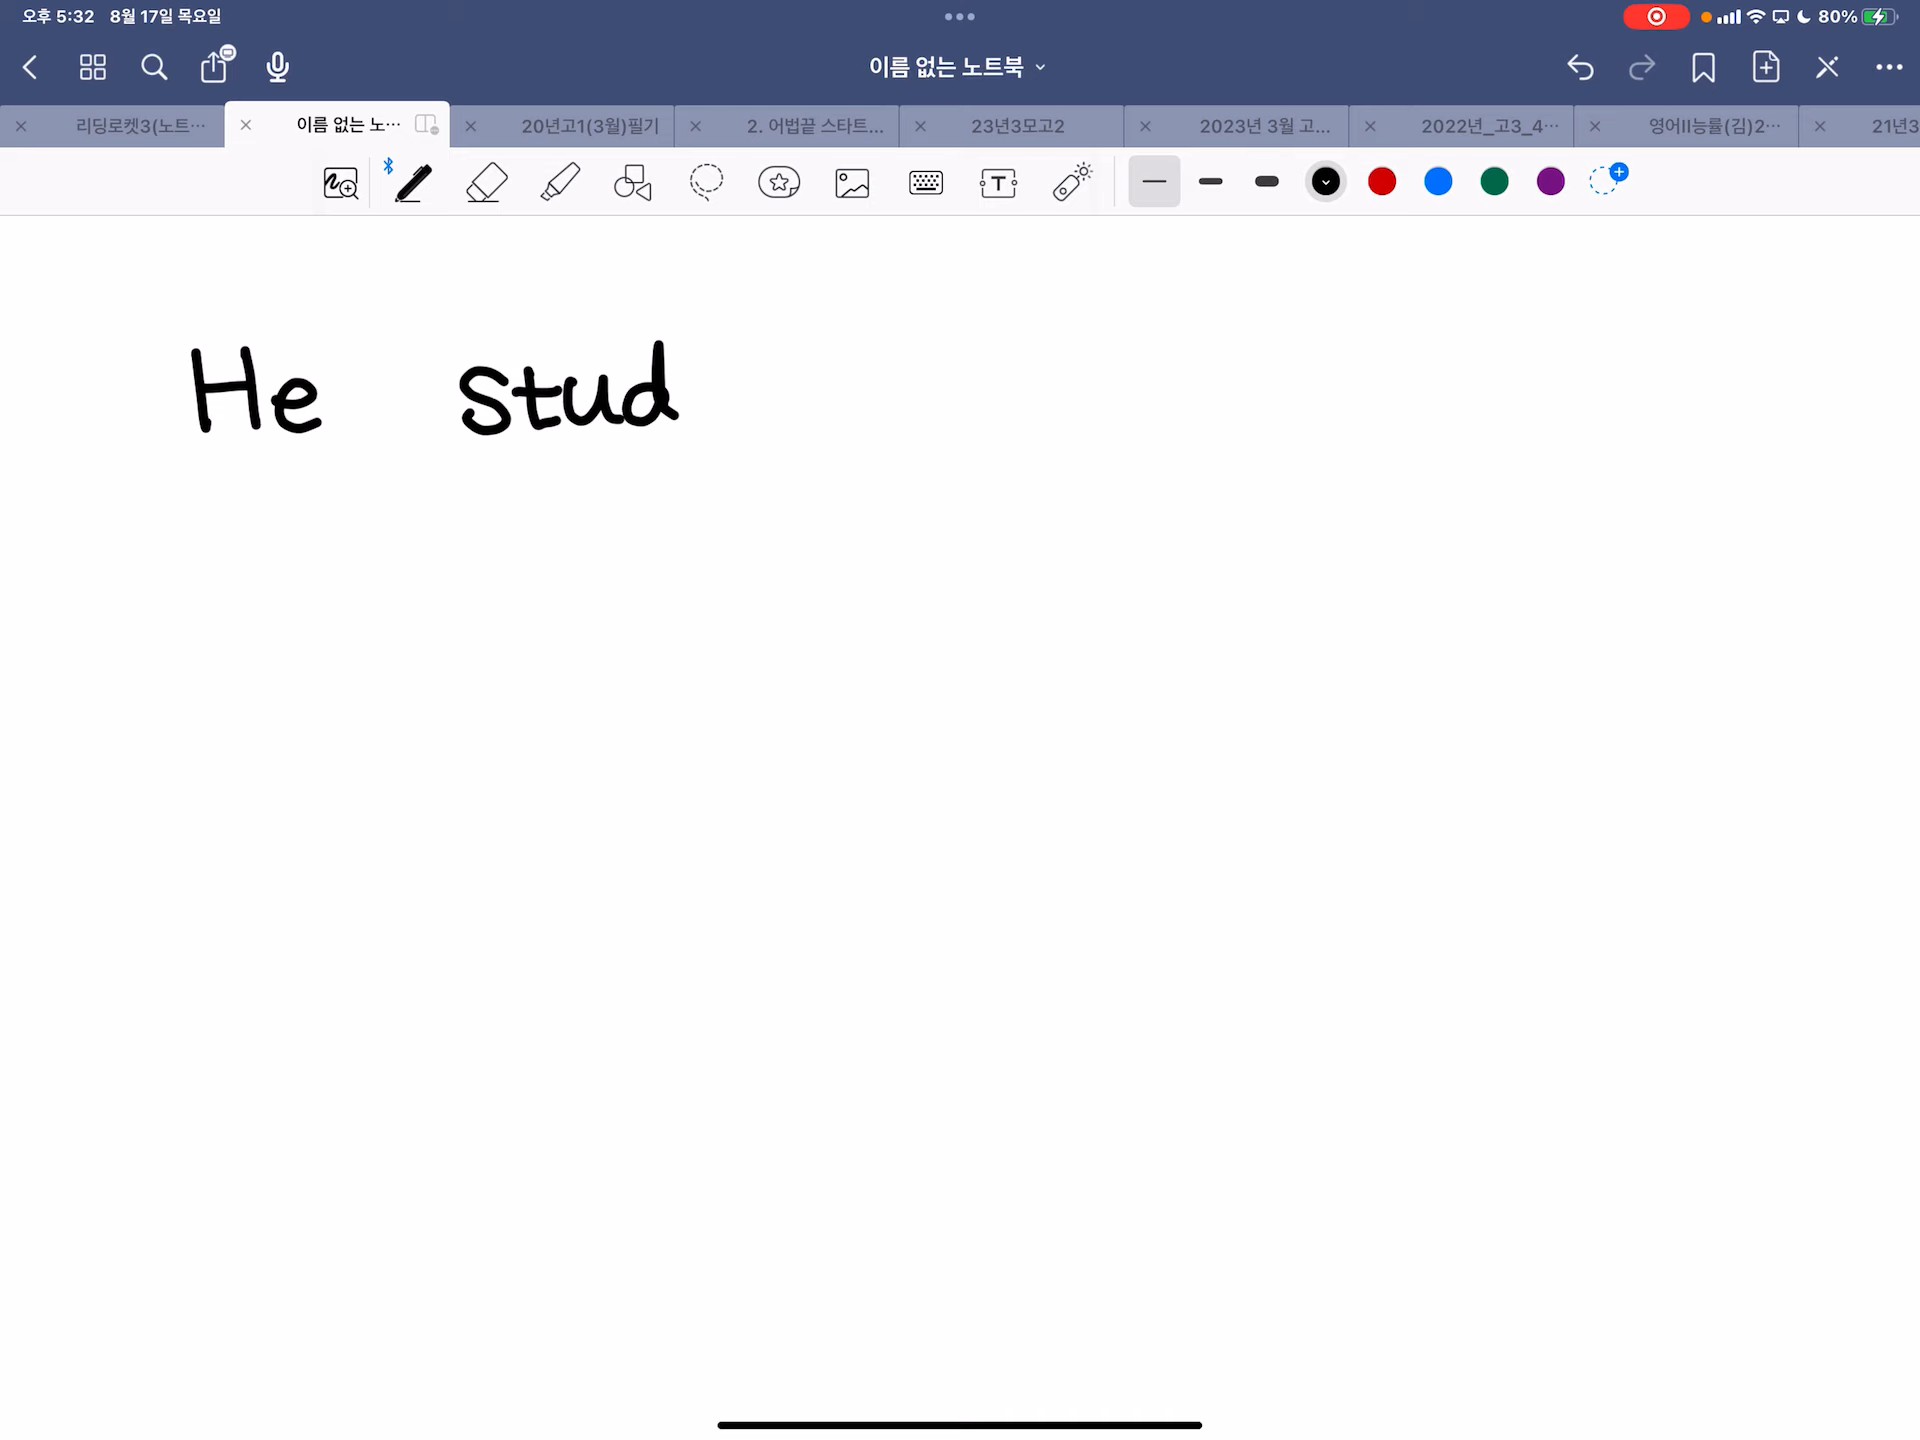 오후 5:32 8월 17일 목요일 80%
이름 없는 노트북
리딩로켓3(노트… 이름 없는 노… 20년고1(3월)필기 2. 어법끝 스타트... 23년3모고2 2023년 3월 고... 2022년_고3_4… 영어II능률(김)2… 21년3
T
He stud